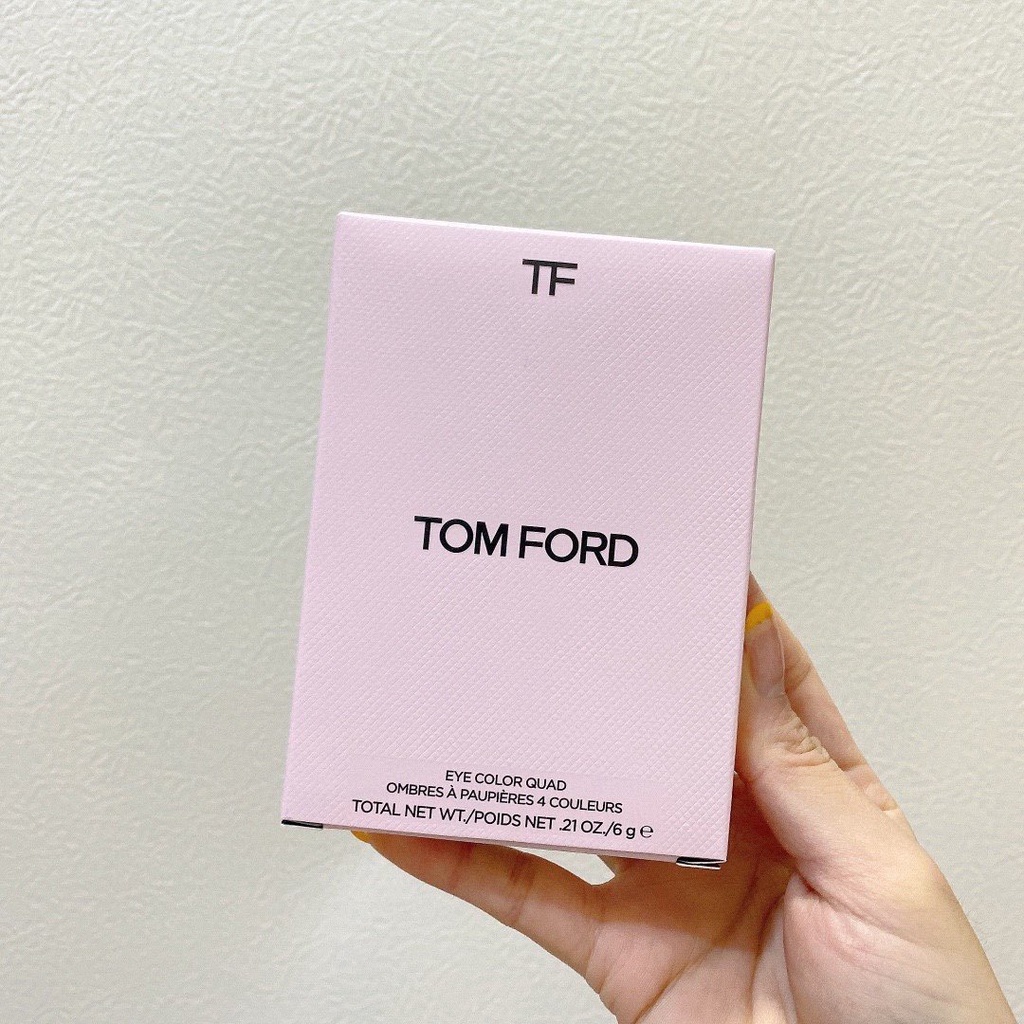 TF
TOM FORD
EYE COLOR QUAD
OMBRES À PAUPIÈRES 4 COULEURS
TOTAL NET WT./POIDS NET .21 OZ./6 g ℮